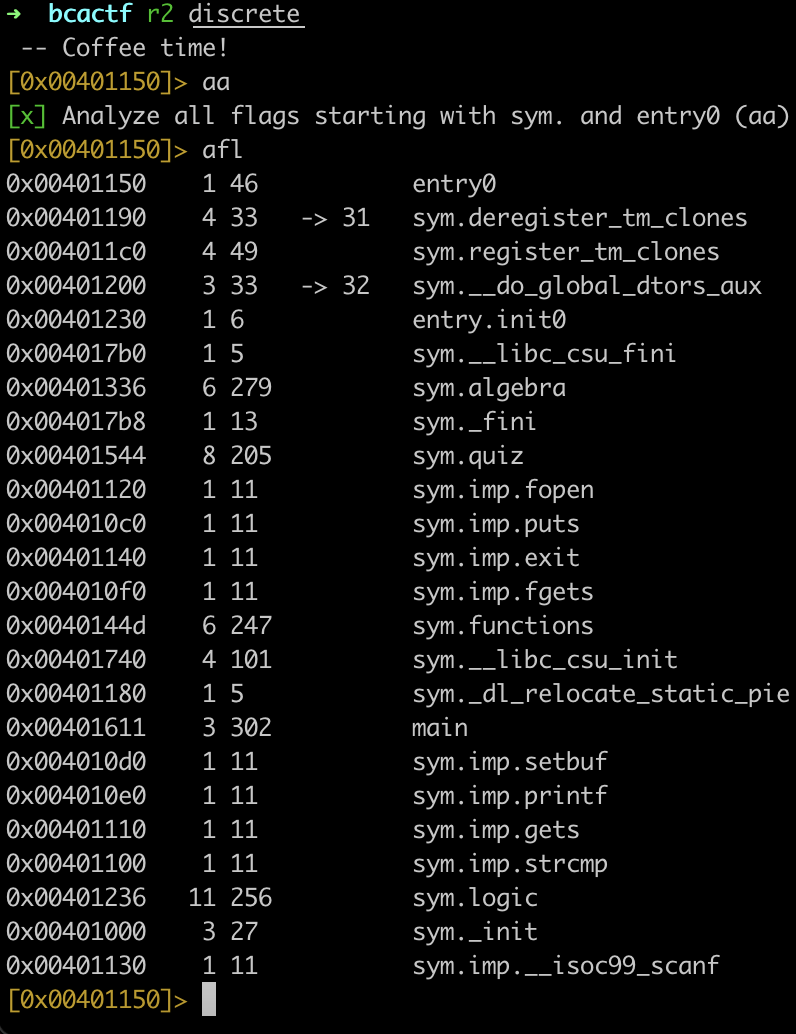 ➜ bcactf r2 discrete
-- Coffee time!
[0x00401150]> aa
[x] Analyze all flags starting with sym. and entry0 (aa)
[0x00401150]> afl
0x00401150    1 46           entry0
0x00401190    4 33   -> 31   sym.deregister_tm_clones
0x004011c0    4 49           sym.register_tm_clones
0x00401200    3 33   -> 32   sym.__do_global_dtors_aux
0x00401230    1 6            entry.init0
0x004017b0    1 5            sym.__libc_csu_fini
0x00401336    6 279          sym.algebra
0x004017b8    1 13           sym._fini
0x00401544    8 205          sym.quiz
0x00401120    1 11           sym.imp.fopen
0x004010c0    1 11           sym.imp.puts
0x00401140    1 11           sym.imp.exit
0x004010f0    1 11           sym.imp.fgets
0x0040144d    6 247          sym.functions
0x00401740    4 101          sym.__libc_csu_init
0x00401180    1 5            sym._dl_relocate_static_pie
0x00401611    3 302          main
0x004010d0    1 11           sym.imp.setbuf
0x004010e0    1 11           sym.imp.printf
0x00401110    1 11           sym.imp.gets
0x00401100    1 11           sym.imp.strcmp
0x00401236   11 256          sym.logic
0x00401000    3 27           sym._init
0x00401130    1 11           sym.imp.__isoc99_scanf
[0x00401150]>